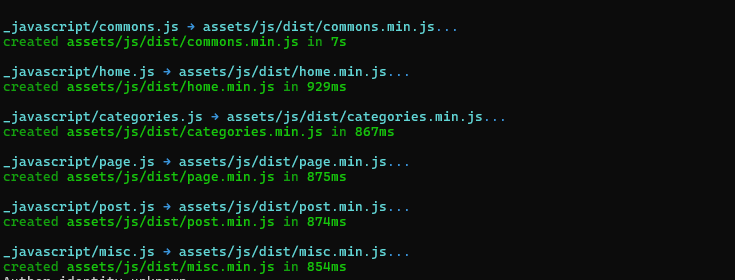 _javascript/commons.js → assets/js/dist/commons.min.js...
created assets/js/dist/commons.min.js in 7s
_javascript/home.js → assets/js/dist/home.min.js...
created assets/js/dist/home.min.js in 929ms
_javascript/categories.js → assets/js/dist/categories.min.js...
created assets/js/dist/categories.min.js in 867ms
_javascript/page.js → assets/js/dist/page.min.js...
created assets/js/dist/page.min.js in 875ms
_javascript/post.js → assets/js/dist/post.min.js...
created assets/js/dist/post.min.js in 874ms
_javascript/misc.js → assets/js/dist/misc.min.js...
created assets/js/dist/misc.min.js in 854ms
Author identity unknown